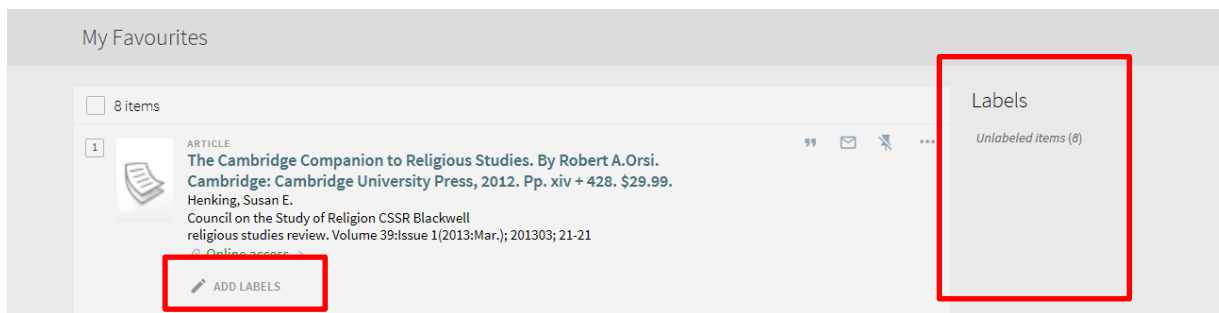 My Favourites
8 items
1
ARTICLE
The Cambridge Companion to Religious Studies. By Robert A.Orsi.
Cambridge: Cambridge University Press, 2012. Pp. xiv + 428. $29.99.
Henking, Susan E.
Council on the Study of Religion CSSR Blackwell
religious studies review. Volume 39:Issue 1(2013:Mar.); 201303; 21-21
Online access
ADD LABELS
Labels
Unlabeled items (8)